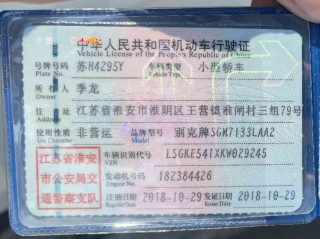 中华人民共和国机动车行驶证
Vehicle License of the People's Republic of China
号牌号码 苏H4295Y 车辆类型 小型轿车
Plate No. Vehicle Type
所有人 季龙
Owner
住址 江苏省淮安市淮阴区王营镇淮闸村三组79号
Address
使用性质 非营运 品牌型号 别克牌SGK7133LAA2
Use Character Model
江苏省淮安市公安局交通警察支队
车辆识别代号 LSGKE541XKW029245
VIN
发动机号码 182384426
Engine No.
注册日期 2018-10-29 发证日期 2018-10-29
Register Date Issue Date